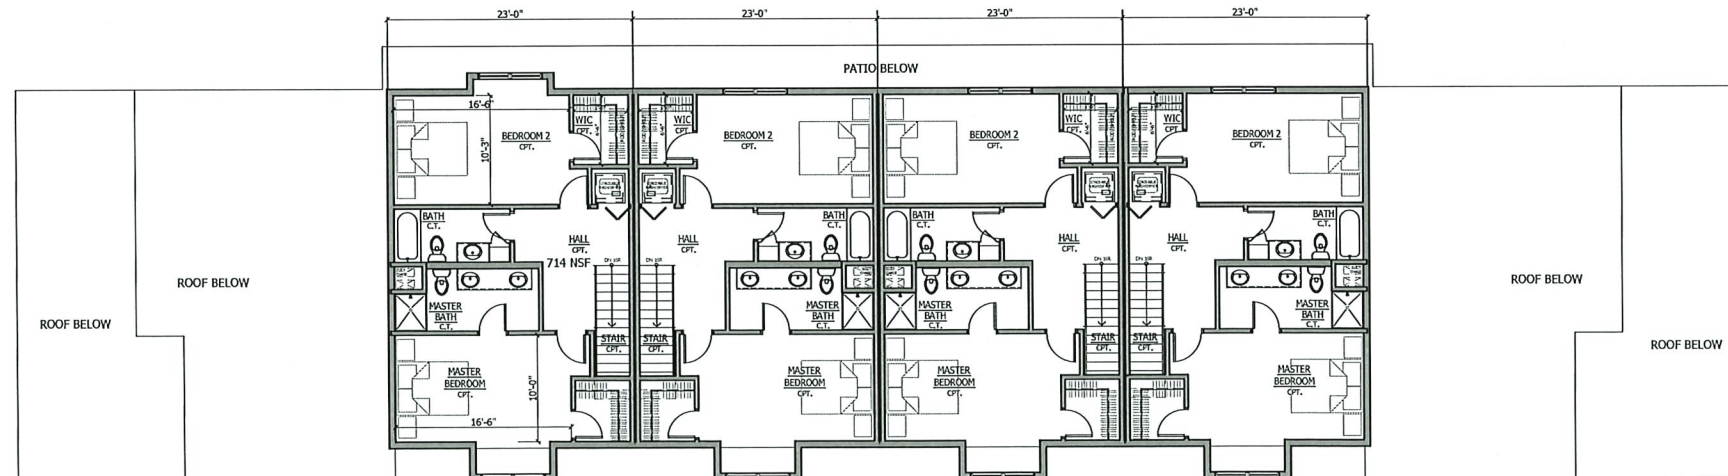 23'-0" 23'-0" 23'-0" 23'-0"
PATIO BELOW
16'-6"
10'-3"
BEDROOM 2
CPT.
WIC
CPT.
WIC
CPT.
BEDROOM 2
CPT.
BEDROOM 2
CPT.
WIC
CPT.
WIC
CPT.
BEDROOM 2
CPT.
BATH
C.T.
HALL
CPT.
714 NSF
HALL
CPT.
BATH
C.T.
BATH
C.T.
HALL
CPT.
HALL
CPT.
BATH
C.T.
ROOF BELOW
ROOF BELOW
ROOF BELOW
ROOF BELOW
MASTER
BATH
C.T.
MASTER
BATH
C.T.
MASTER
BATH
C.T.
MASTER
BATH
C.T.
STAIR
CPT.
STAIR
CPT.
STAIR
CPT.
STAIR
CPT.
MASTER
BEDROOM
CPT.
10'-0"
16'-6"
MASTER
BEDROOM
CPT.
MASTER
BEDROOM
CPT.
MASTER
BEDROOM
CPT.